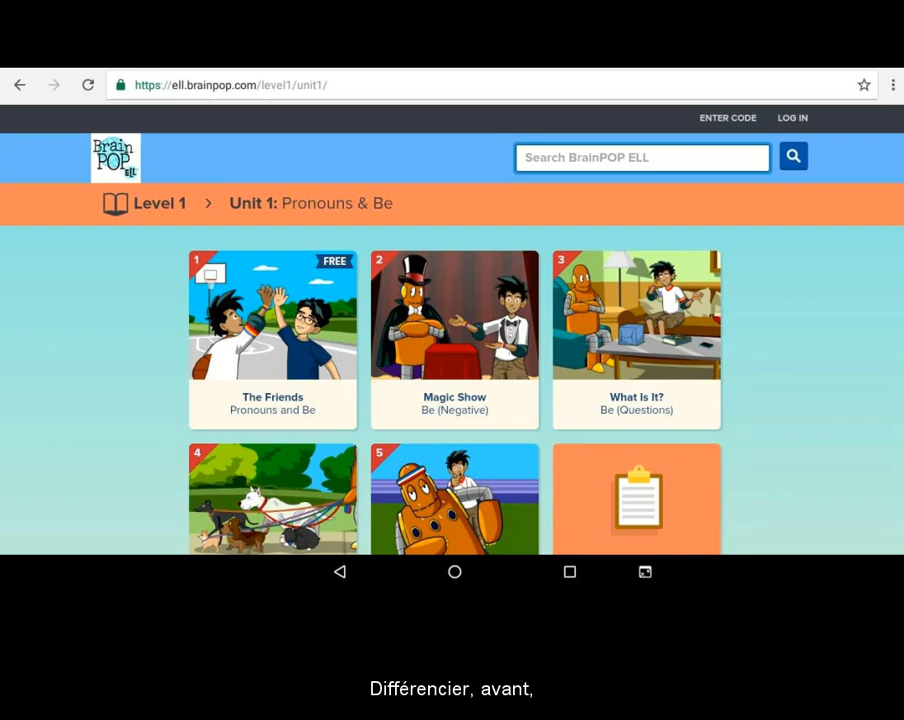 https://ell.brainpop.com/level1/unit1/
ENTER CODE LOG IN
Brain
POP
ELL
Search BrainPOP ELL
Level 1 > Unit 1: Pronouns & Be
1
FREE
2
3
The Friends
Pronouns and Be
Magic Show
Be (Negative)
What Is It?
Be (Questions)
4
5
Différencier, avant,